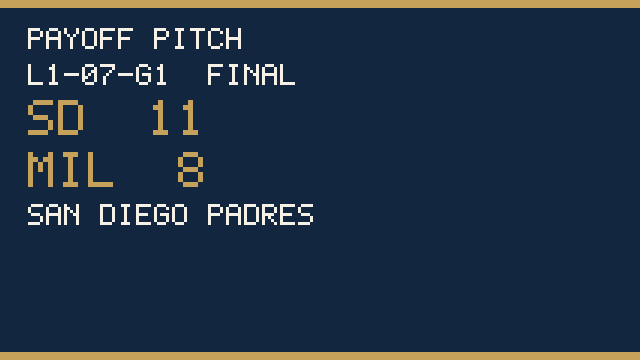 PAYOFF PITCH
L1-07-G1 FINAL
SD 11
MIL 8
SAN DIEGO PADRES